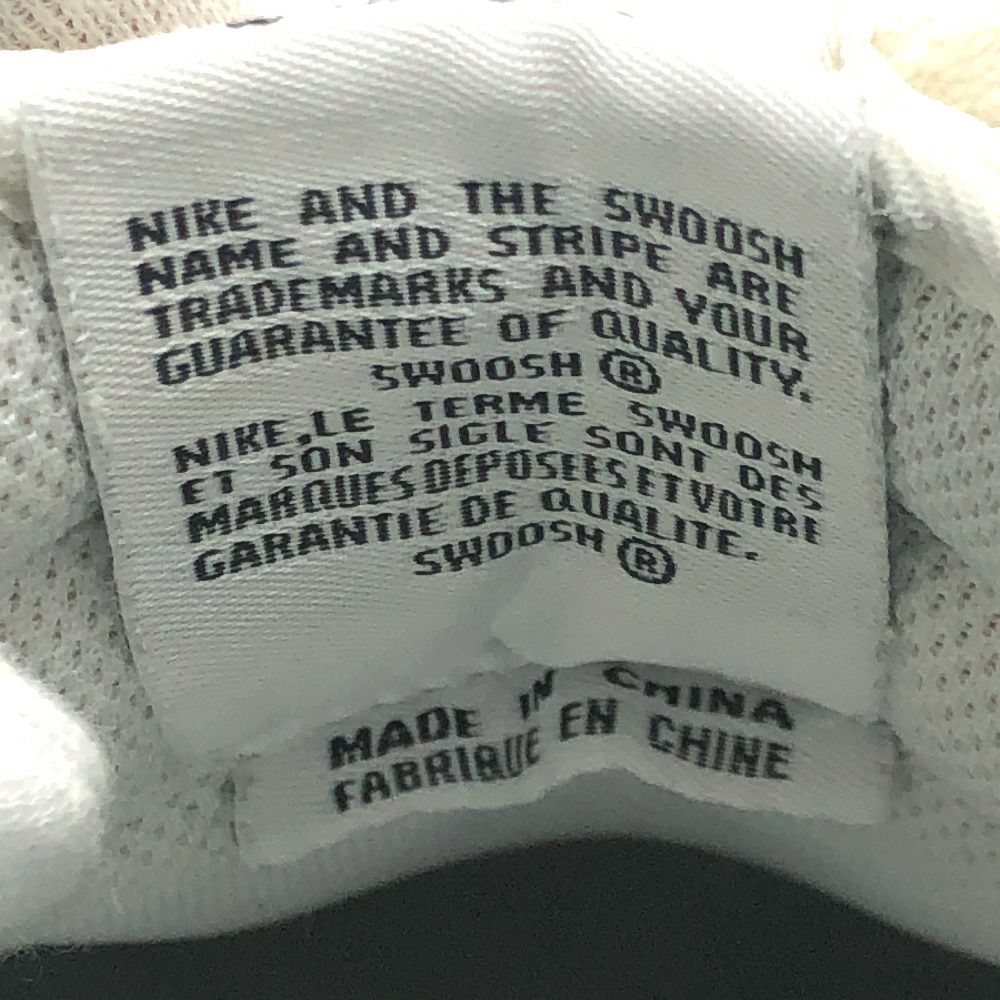 NIKE AND THE SWOOSH
NAME AND STRIPE ARE
TRADEMARKS AND YOUR
GUARANTEE OF QUALITY.
SWOOSH ®
NIKE,LE TERME SWOOSH
ET SON SIGLE SONT DES
MARQUES DEPOSEES ET VOTRE
GARANTIE DE QUALITE.
SWOOSH ®
MADE IN CHINA
FABRIQUE EN CHINE